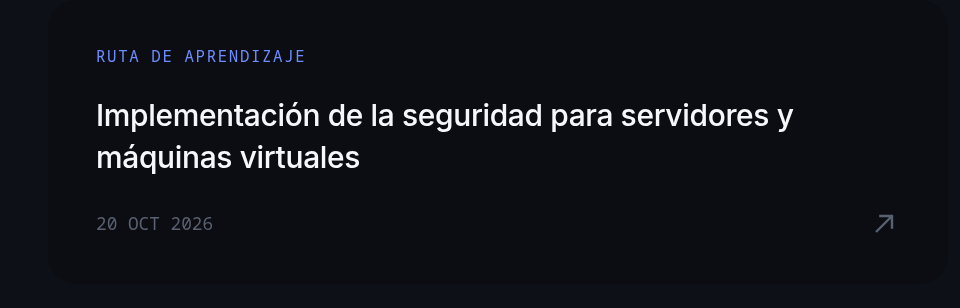 RUTA DE APRENDIZAJE
Implementación de la seguridad para servidores y
máquinas virtuales
20 OCT 2026